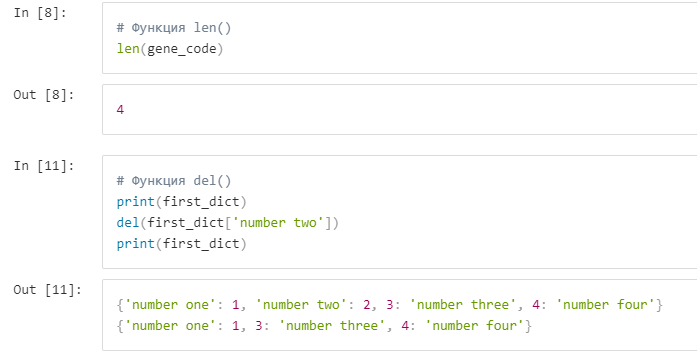 In [8]:
# Функция len()
len(gene_code)
Out [8]:
4
In [11]:
# Функция del()
print(first_dict)
del(first_dict['number two'])
print(first_dict)
Out [11]:
{'number one': 1, 'number two': 2, 3: 'number three', 4: 'number four'}
{'number one': 1, 3: 'number three', 4: 'number four'}